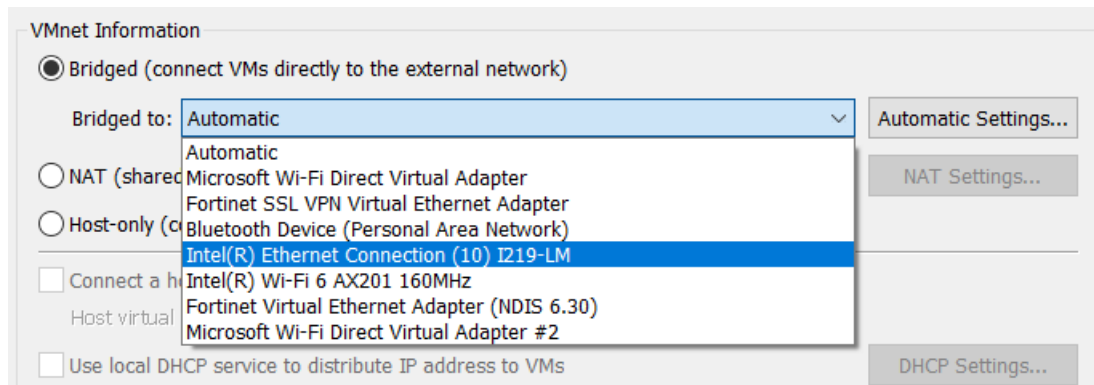 VMnet Information
Bridged (connect VMs directly to the external network)
Bridged to: Automatic Automatic Settings...
Automatic
Microsoft Wi-Fi Direct Virtual Adapter
NAT (shared NAT Settings...
Fortinet SSL VPN Virtual Ethernet Adapter
Host-only (c
Bluetooth Device (Personal Area Network)
Intel(R) Ethernet Connection (10) I219-LM
Connect a h
Intel(R) Wi-Fi 6 AX201 160MHz
Fortinet Virtual Ethernet Adapter (NDIS 6.30)
Host virtual
Microsoft Wi-Fi Direct Virtual Adapter #2
Use local DHCP service to distribute IP address to VMs DHCP Settings...